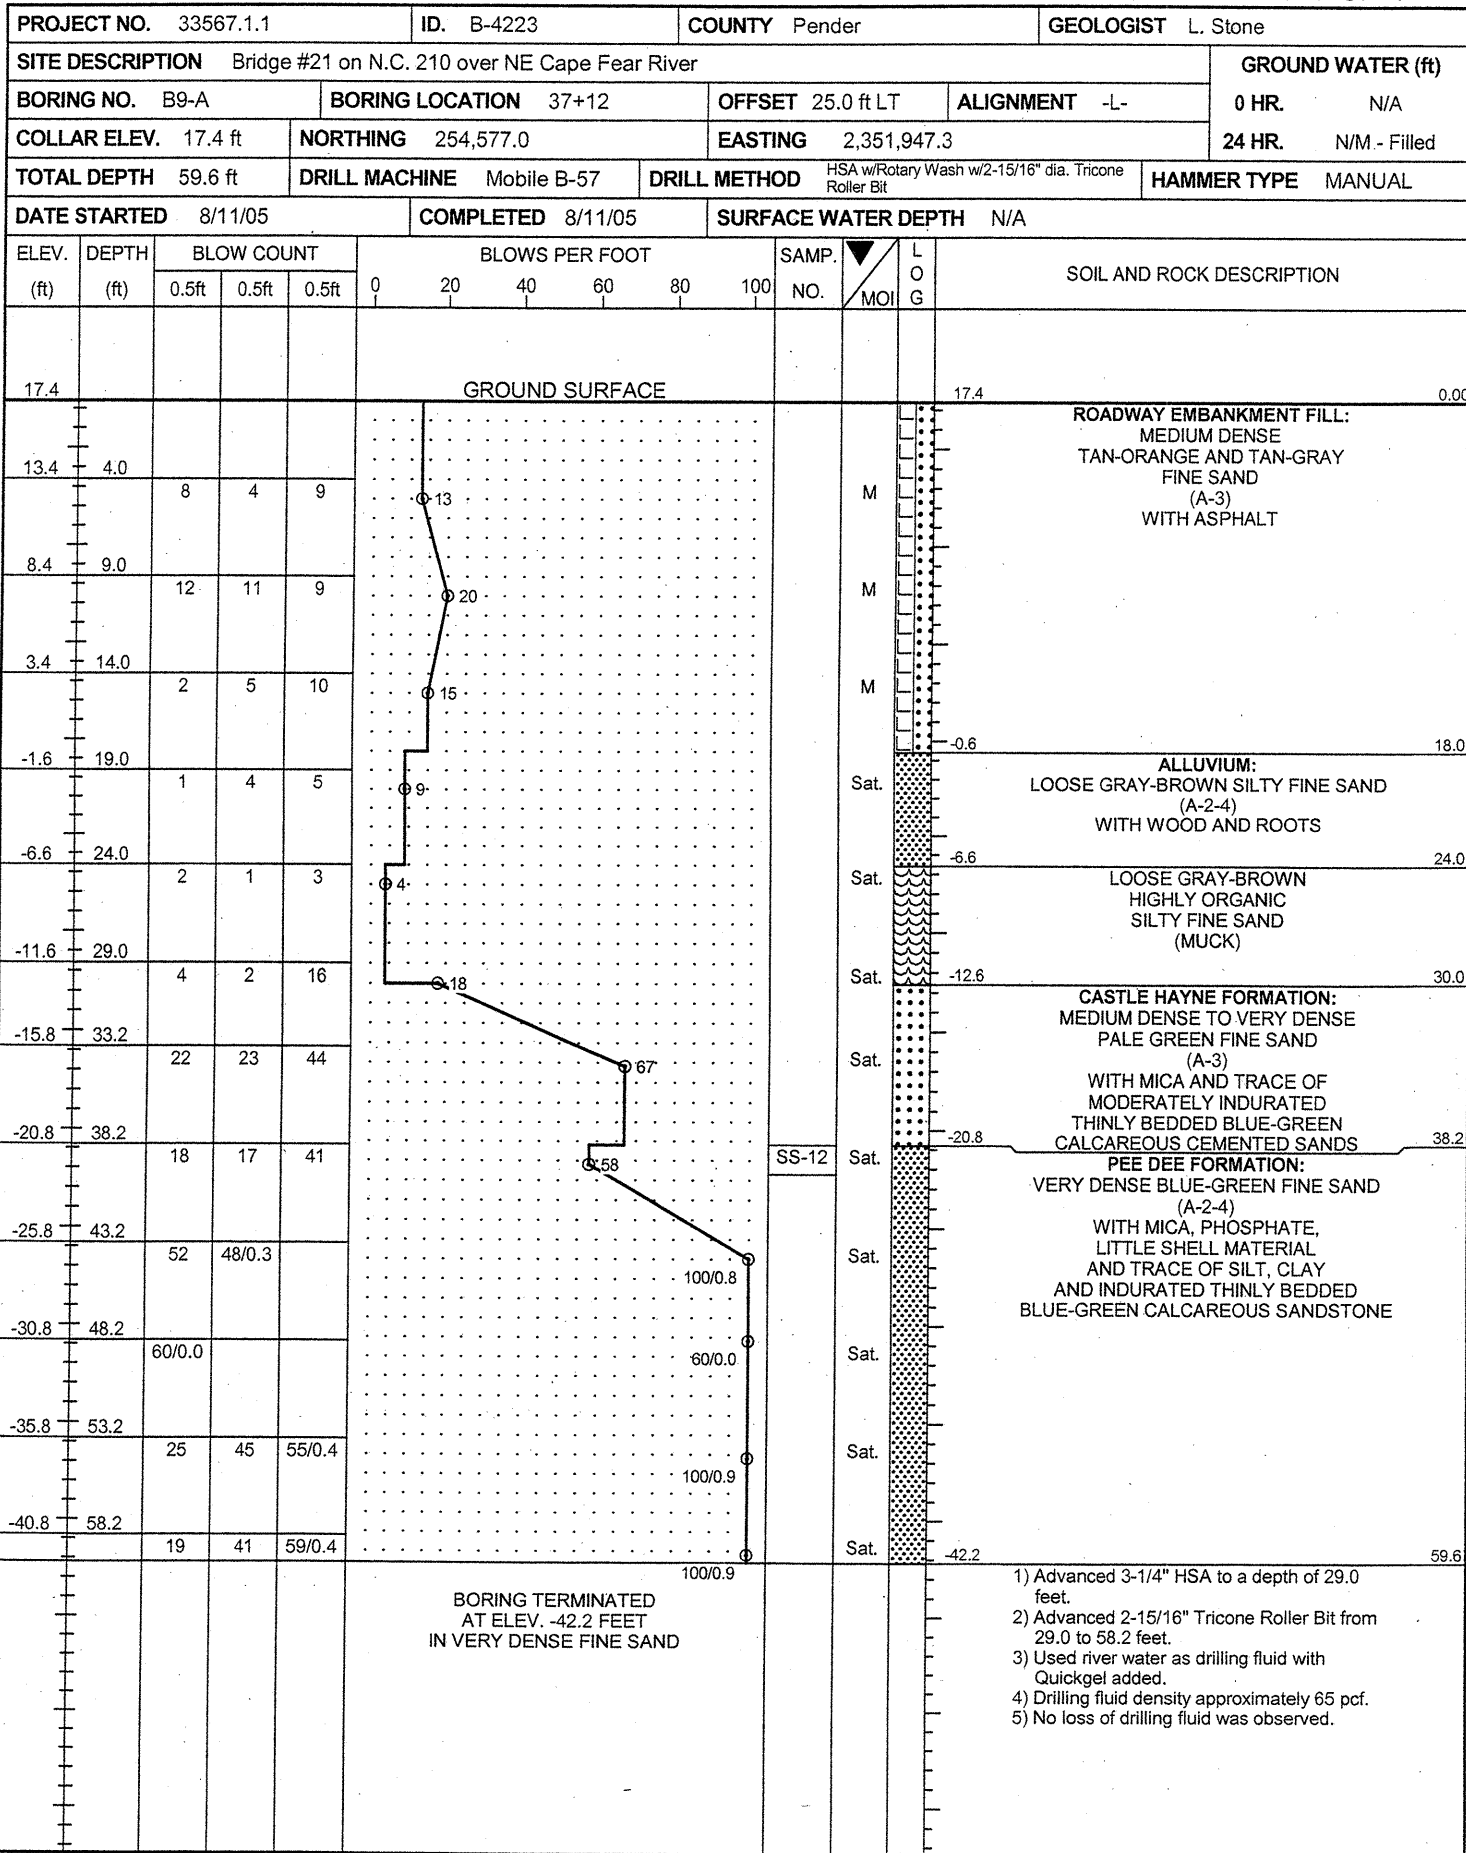 PROJECT NO. 33567.1.1 ID. B-4223 COUNTY Pender GEOLOGIST L. Stone
SITE DESCRIPTION Bridge #21 on N.C. 210 over NE Cape Fear River GROUND WATER (ft)
BORING NO. B9-A BORING LOCATION 37+12 OFFSET 25.0 ft LT ALIGNMENT -L- 0 HR. N/A
COLLAR ELEV. 17.4 ft NORTHING 254,577.0 EASTING 2,351,947.3 24 HR. N/M - Filled
TOTAL DEPTH 59.6 ft DRILL MACHINE Mobile B-57 DRILL METHOD HSA w/Rotary Wash w/2-15/16" dia. Tricone
Roller Bit HAMMER TYPE MANUAL
DATE STARTED 8/11/05 COMPLETED 8/11/05 SURFACE WATER DEPTH N/A
ELEV. DEPTH BLOW COUNT BLOWS PER FOOT SAMP. L
O SOIL AND ROCK DESCRIPTION
(ft) (ft) 0.5ft 0.5ft 0.5ft 0 20 40 60 80 100 NO. MOI G
17.4 GROUND SURFACE 17.4 0.00
ROADWAY EMBANKMENT FILL:
MEDIUM DENSE
TAN-ORANGE AND TAN-GRAY
13.4 4.0 FINE SAND
8 4 9 13 M (A-3)
WITH ASPHALT
8.4 9.0
12 11 9 20 M
3.4 14.0
2 5 10 15 M
-0.6 18.0
-1.6 19.0 ALLUVIUM:
1 4 5 9 Sat. LOOSE GRAY-BROWN SILTY FINE SAND
(A-2-4)
WITH WOOD AND ROOTS
-6.6 24.0 -6.6 24.0
2 1 3 4 Sat. LOOSE GRAY-BROWN
HIGHLY ORGANIC
SILTY FINE SAND
-11.6 29.0 (MUCK)
4 2 16 18 Sat. -12.6 30.0
CASTLE HAYNE FORMATION:
MEDIUM DENSE TO VERY DENSE
-15.8 33.2 PALE GREEN FINE SAND
22 23 44 67 Sat. (A-3)
WITH MICA AND TRACE OF
MODERATELY INDURATED
THINLY BEDDED BLUE-GREEN
-20.8 38.2 -20.8 CALCAREOUS CEMENTED SANDS 38.2
18 17 41 58 SS-12 Sat. PEE DEE FORMATION:
VERY DENSE BLUE-GREEN FINE SAND
(A-2-4)
-25.8 43.2 WITH MICA, PHOSPHATE,
52 48/0.3 100/0.8 Sat. LITTLE SHELL MATERIAL
AND TRACE OF SILT, CLAY
AND INDURATED THINLY BEDDED
BLUE-GREEN CALCAREOUS SANDSTONE
-30.8 48.2
60/0.0 60/0.0 Sat.
-35.8 53.2
25 45 55/0.4 100/0.9 Sat.
-40.8 58.2
19 41 59/0.4 100/0.9 Sat. -42.2 59.6
BORING TERMINATED
AT ELEV. -42.2 FEET
IN VERY DENSE FINE SAND
1) Advanced 3-1/4" HSA to a depth of 29.0
feet.
2) Advanced 2-15/16" Tricone Roller Bit from
29.0 to 58.2 feet.
3) Used river water as drilling fluid with
Quickgel added.
4) Drilling fluid density approximately 65 pcf.
5) No loss of drilling fluid was observed.